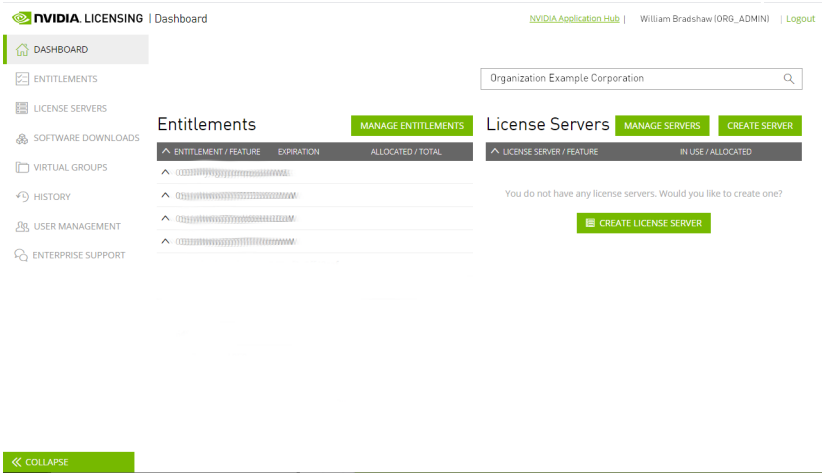 NVIDIA. LICENSING | Dashboard
NVIDIA Application Hub | William Bradshaw (ORG_ADMIN) | Logout
DASHBOARD
ENTITLEMENTS
LICENSE SERVERS
SOFTWARE DOWNLOADS
VIRTUAL GROUPS
HISTORY
USER MANAGEMENT
ENTERPRISE SUPPORT
COLLAPSE
Organization Example Corporation
Entitlements
MANAGE ENTITLEMENTS
ENTITLEMENT / FEATURE EXPIRATION ALLOCATED / TOTAL
License Servers
MANAGE SERVERS
CREATE SERVER
LICENSE SERVER / FEATURE IN USE / ALLOCATED
You do not have any license servers. Would you like to create one?
CREATE LICENSE SERVER